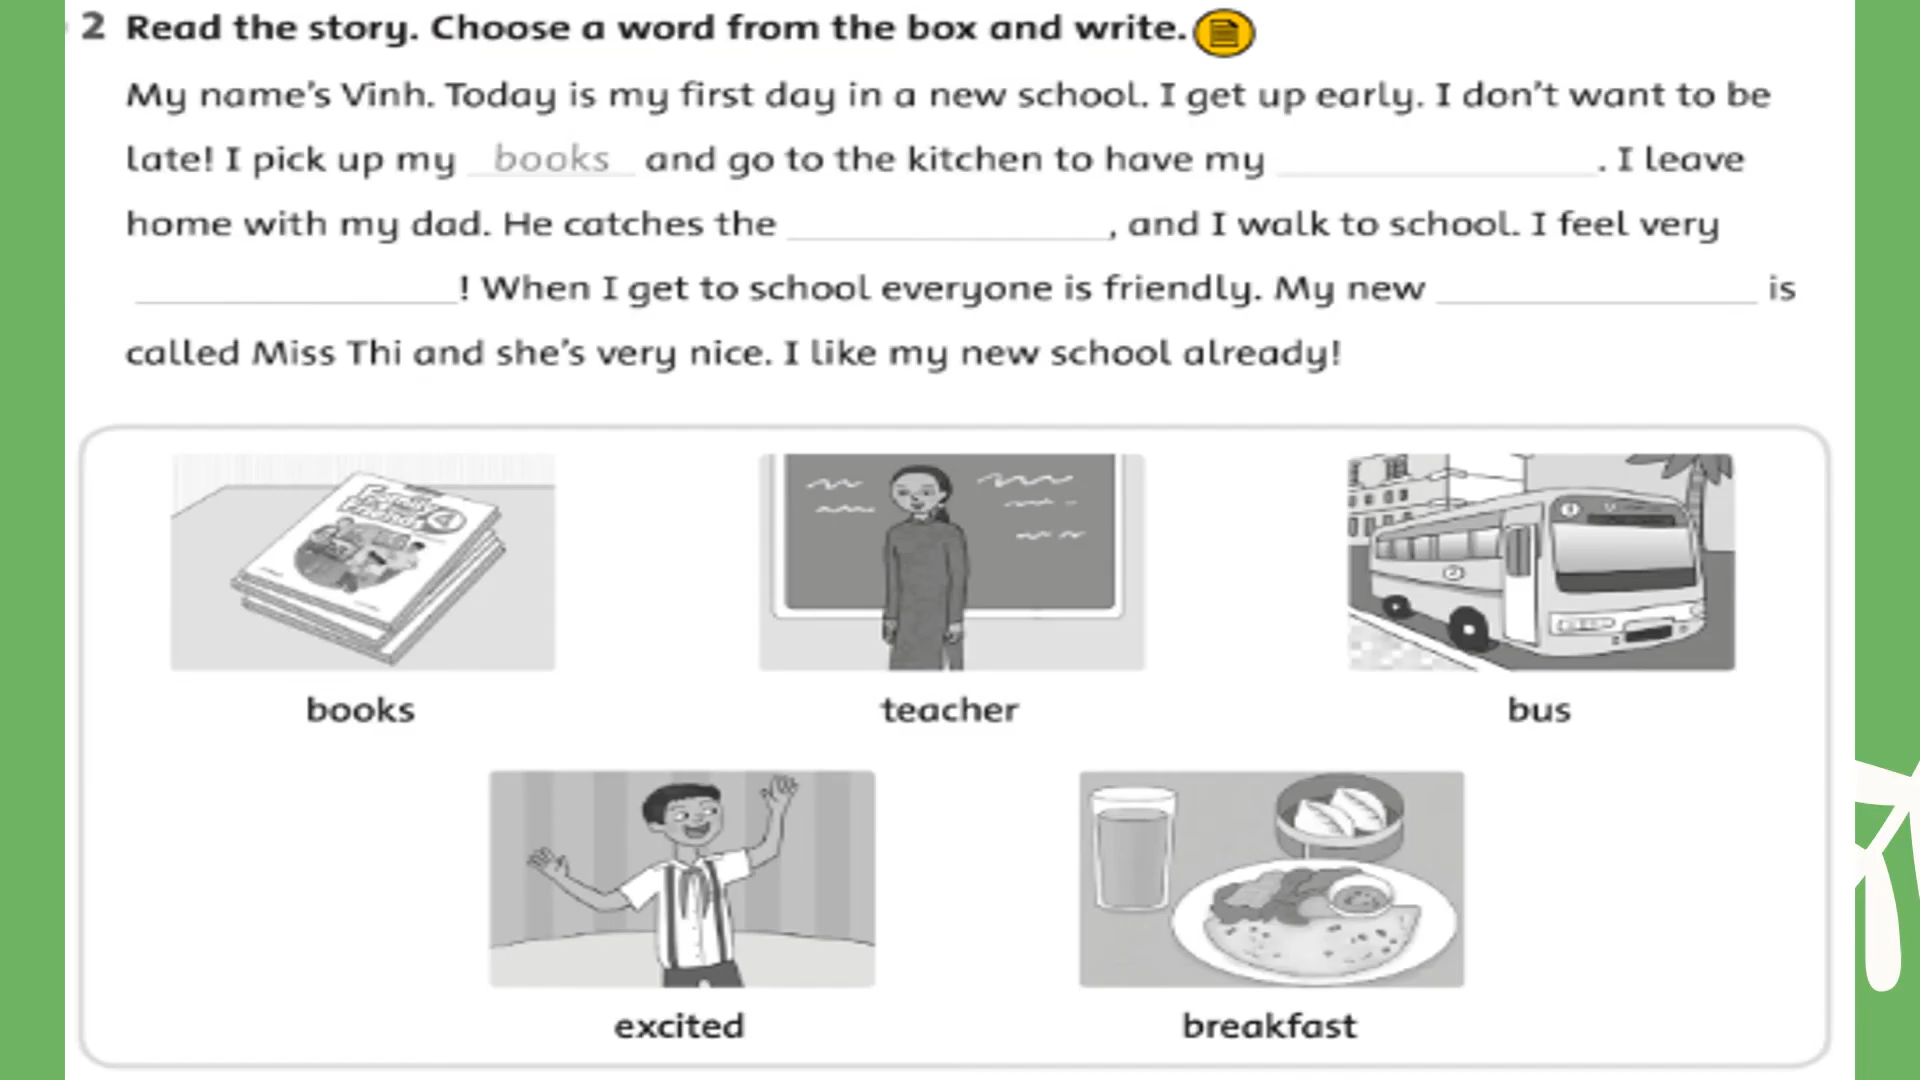 2 Read the story. Choose a word from the box and write.
My name's Vinh. Today is my first day in a new school. I get up early. I don't want to be
late! I pick up my books and go to the kitchen to have my ____. I leave
home with my dad. He catches the ____, and I walk to school. I feel very
____! When I get to school everyone is friendly. My new ____ is
called Miss Thi and she's very nice. I like my new school already!
books
teacher
bus
excited
breakfast